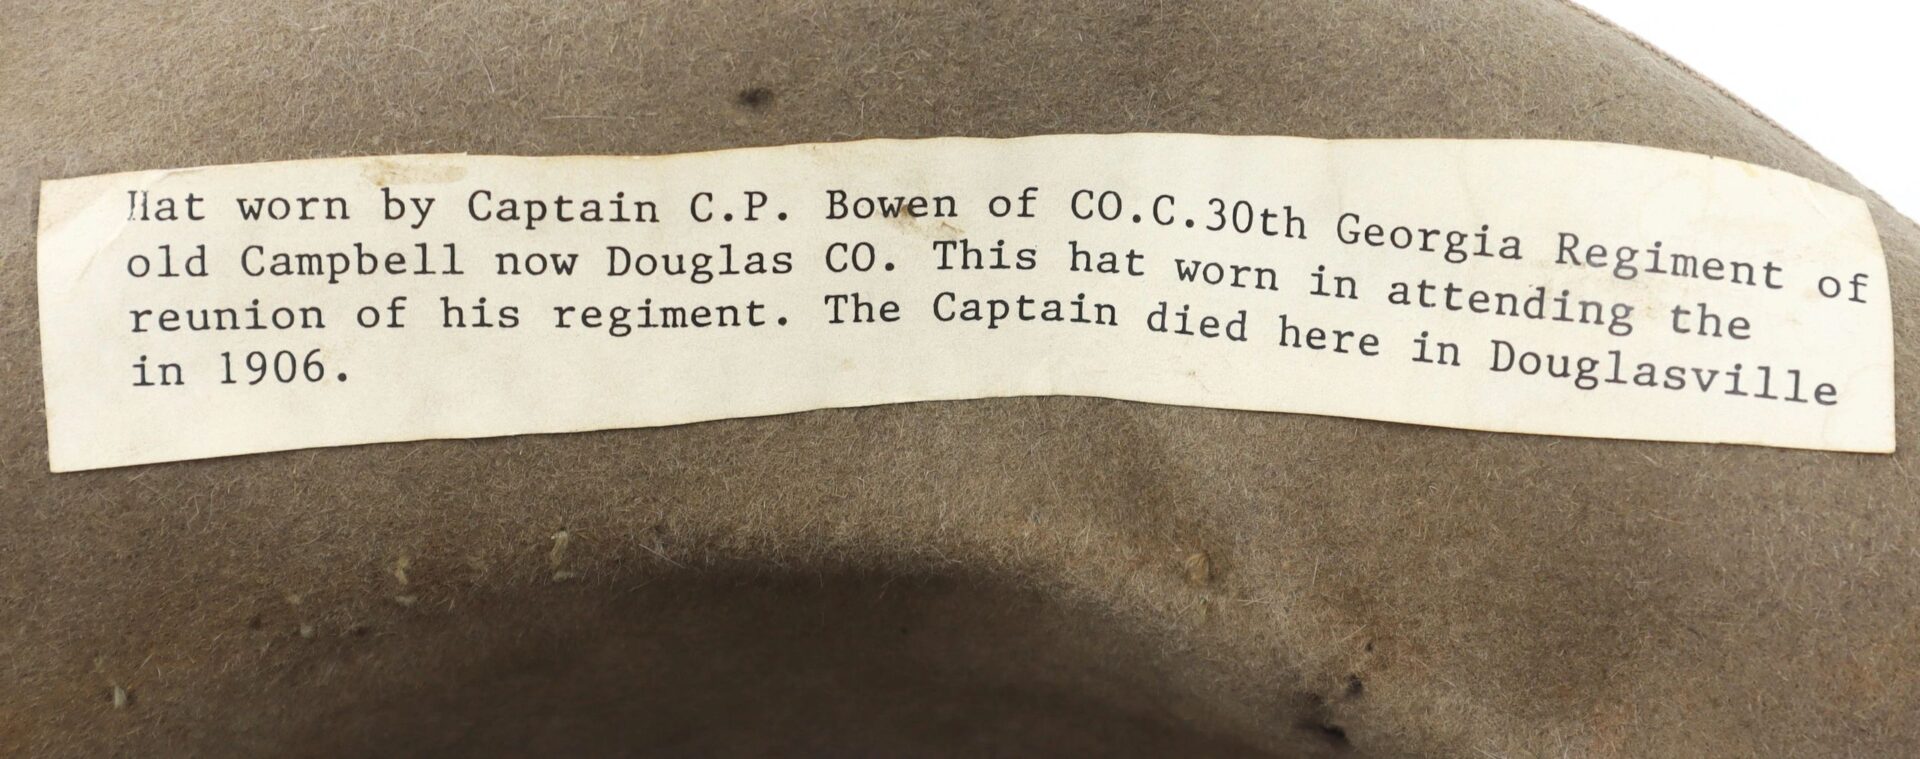 Hat worn by Captain C.P. Bowen of CO.C.30th Georgia Regiment of
old Campbell now Douglas CO. This hat worn in attending the
reunion of his regiment. The Captain died here in Douglasville
in 1906.